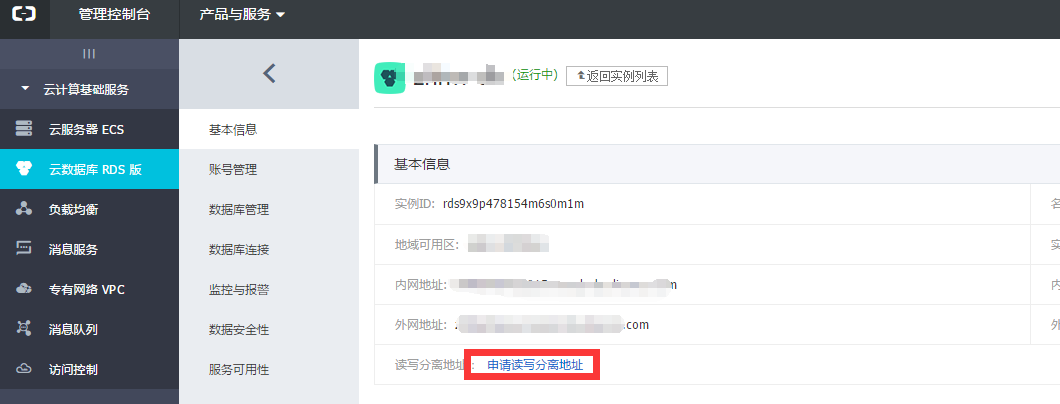 管理控制台 产品与服务
云计算基础服务
云服务器 ECS
云数据库 RDS 版
负载均衡
消息服务
专有网络 VPC
消息队列
访问控制
基本信息
账号管理
数据库管理
数据库连接
监控与报警
数据安全性
服务可用性
(运行中) 返回实例列表
基本信息
实例ID: rds9x9p478154m6s0m1m
地域可用区:
内网地址:
外网地址: .com
读写分离地址: 申请读写分离地址
名
实
内
外